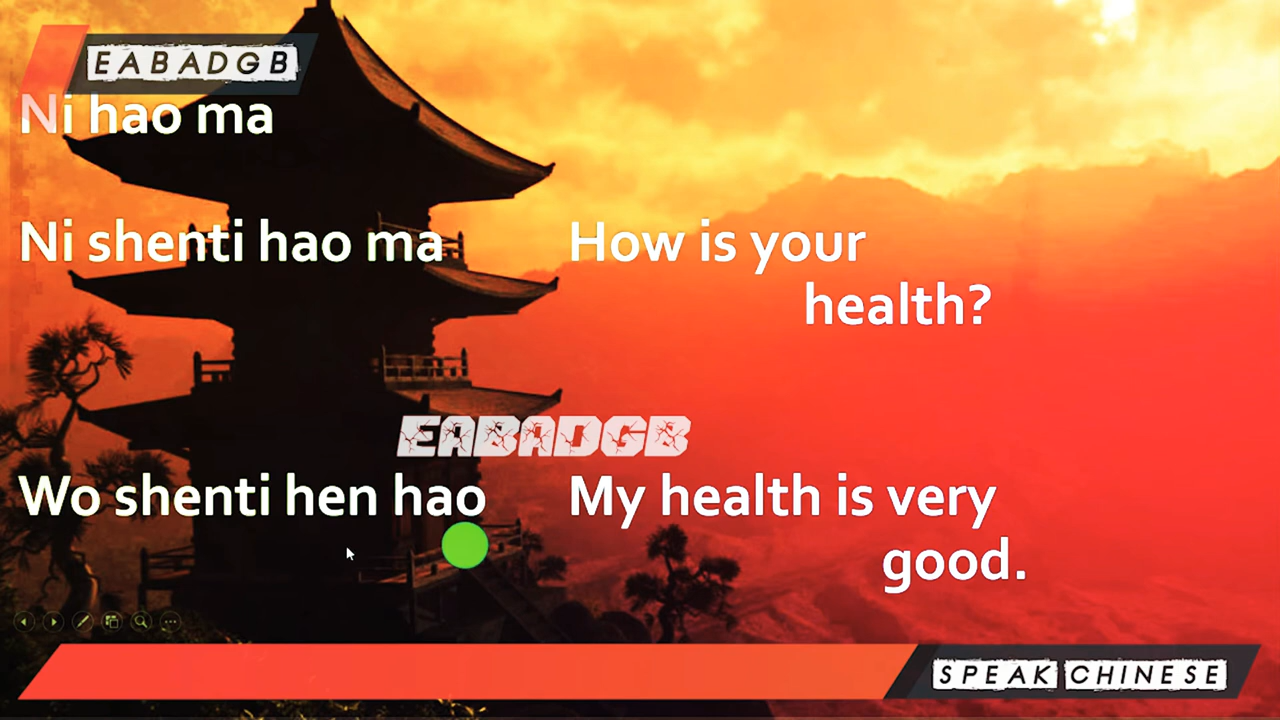 EABADGB
Ni hao ma
Ni shenti hao ma How is your
health?
EABADGB
Wo shenti hen hao My health is very
good.
SPEAK CHINESE